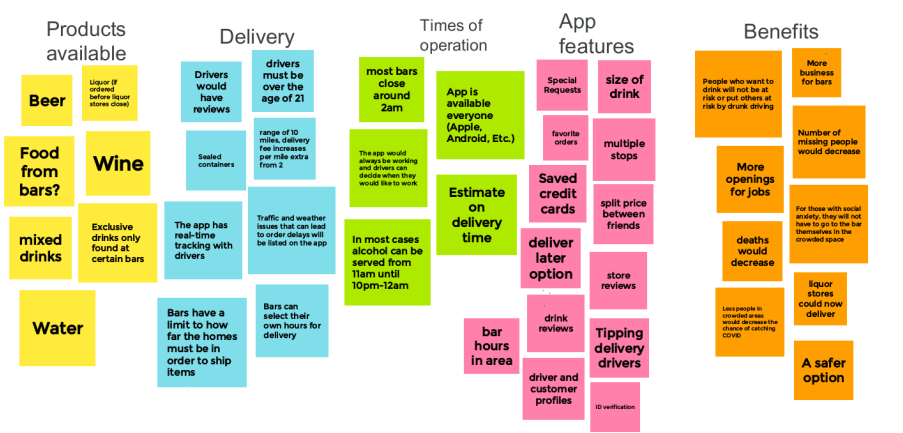 Products
available
Beer
Liquor (if
ordered
before liquor
stores close)
Food
from
bars?
Wine
mixed
drinks
Exclusive
drinks only
found at
certain bars
Water
Delivery
Drivers
would
have
reviews
drivers
must be
over the
age of 21
Sealed
containers
range of 10
miles, delivery
fee increases
per mile extra
from 2
The app has
real-time
tracking with
drivers
Traffic and weather
issues that can lead
to order delays will
be listed on the app
Bars have a
limit to how
far the homes
must be in
order to ship
items
Bars can
select their
own hours for
delivery
Times of
operation
most bars
close
around
2am
App is
available
everyone
(Apple,
Android, Etc.)
The app would
always be working
and drivers can
decide when they
would like to work
Estimate
on
delivery
time
In most cases
alcohol can be
served from
11am until
10pm-12am
App
features
Special
Requests
size of
drink
favorite
orders
multiple
stops
Saved
credit
cards
split price
between
friends
deliver
later
option
store
reviews
drink
reviews
bar
hours
in area
Tipping
delivery
drivers
driver and
customer
profiles
ID verification
Benefits
People who want to
drink will not be at
risk or put others at
risk by drunk driving
More
business
for bars
Number of
missing people
would decrease
More
openings
for jobs
For those with social
anxiety, they will not
have to go to the bar
themselves in the
crowded space
deaths
would
decrease
liquor
stores
could now
deliver
Less people in
crowded areas
would decrease the
chance of catching
COVID
A safer
option